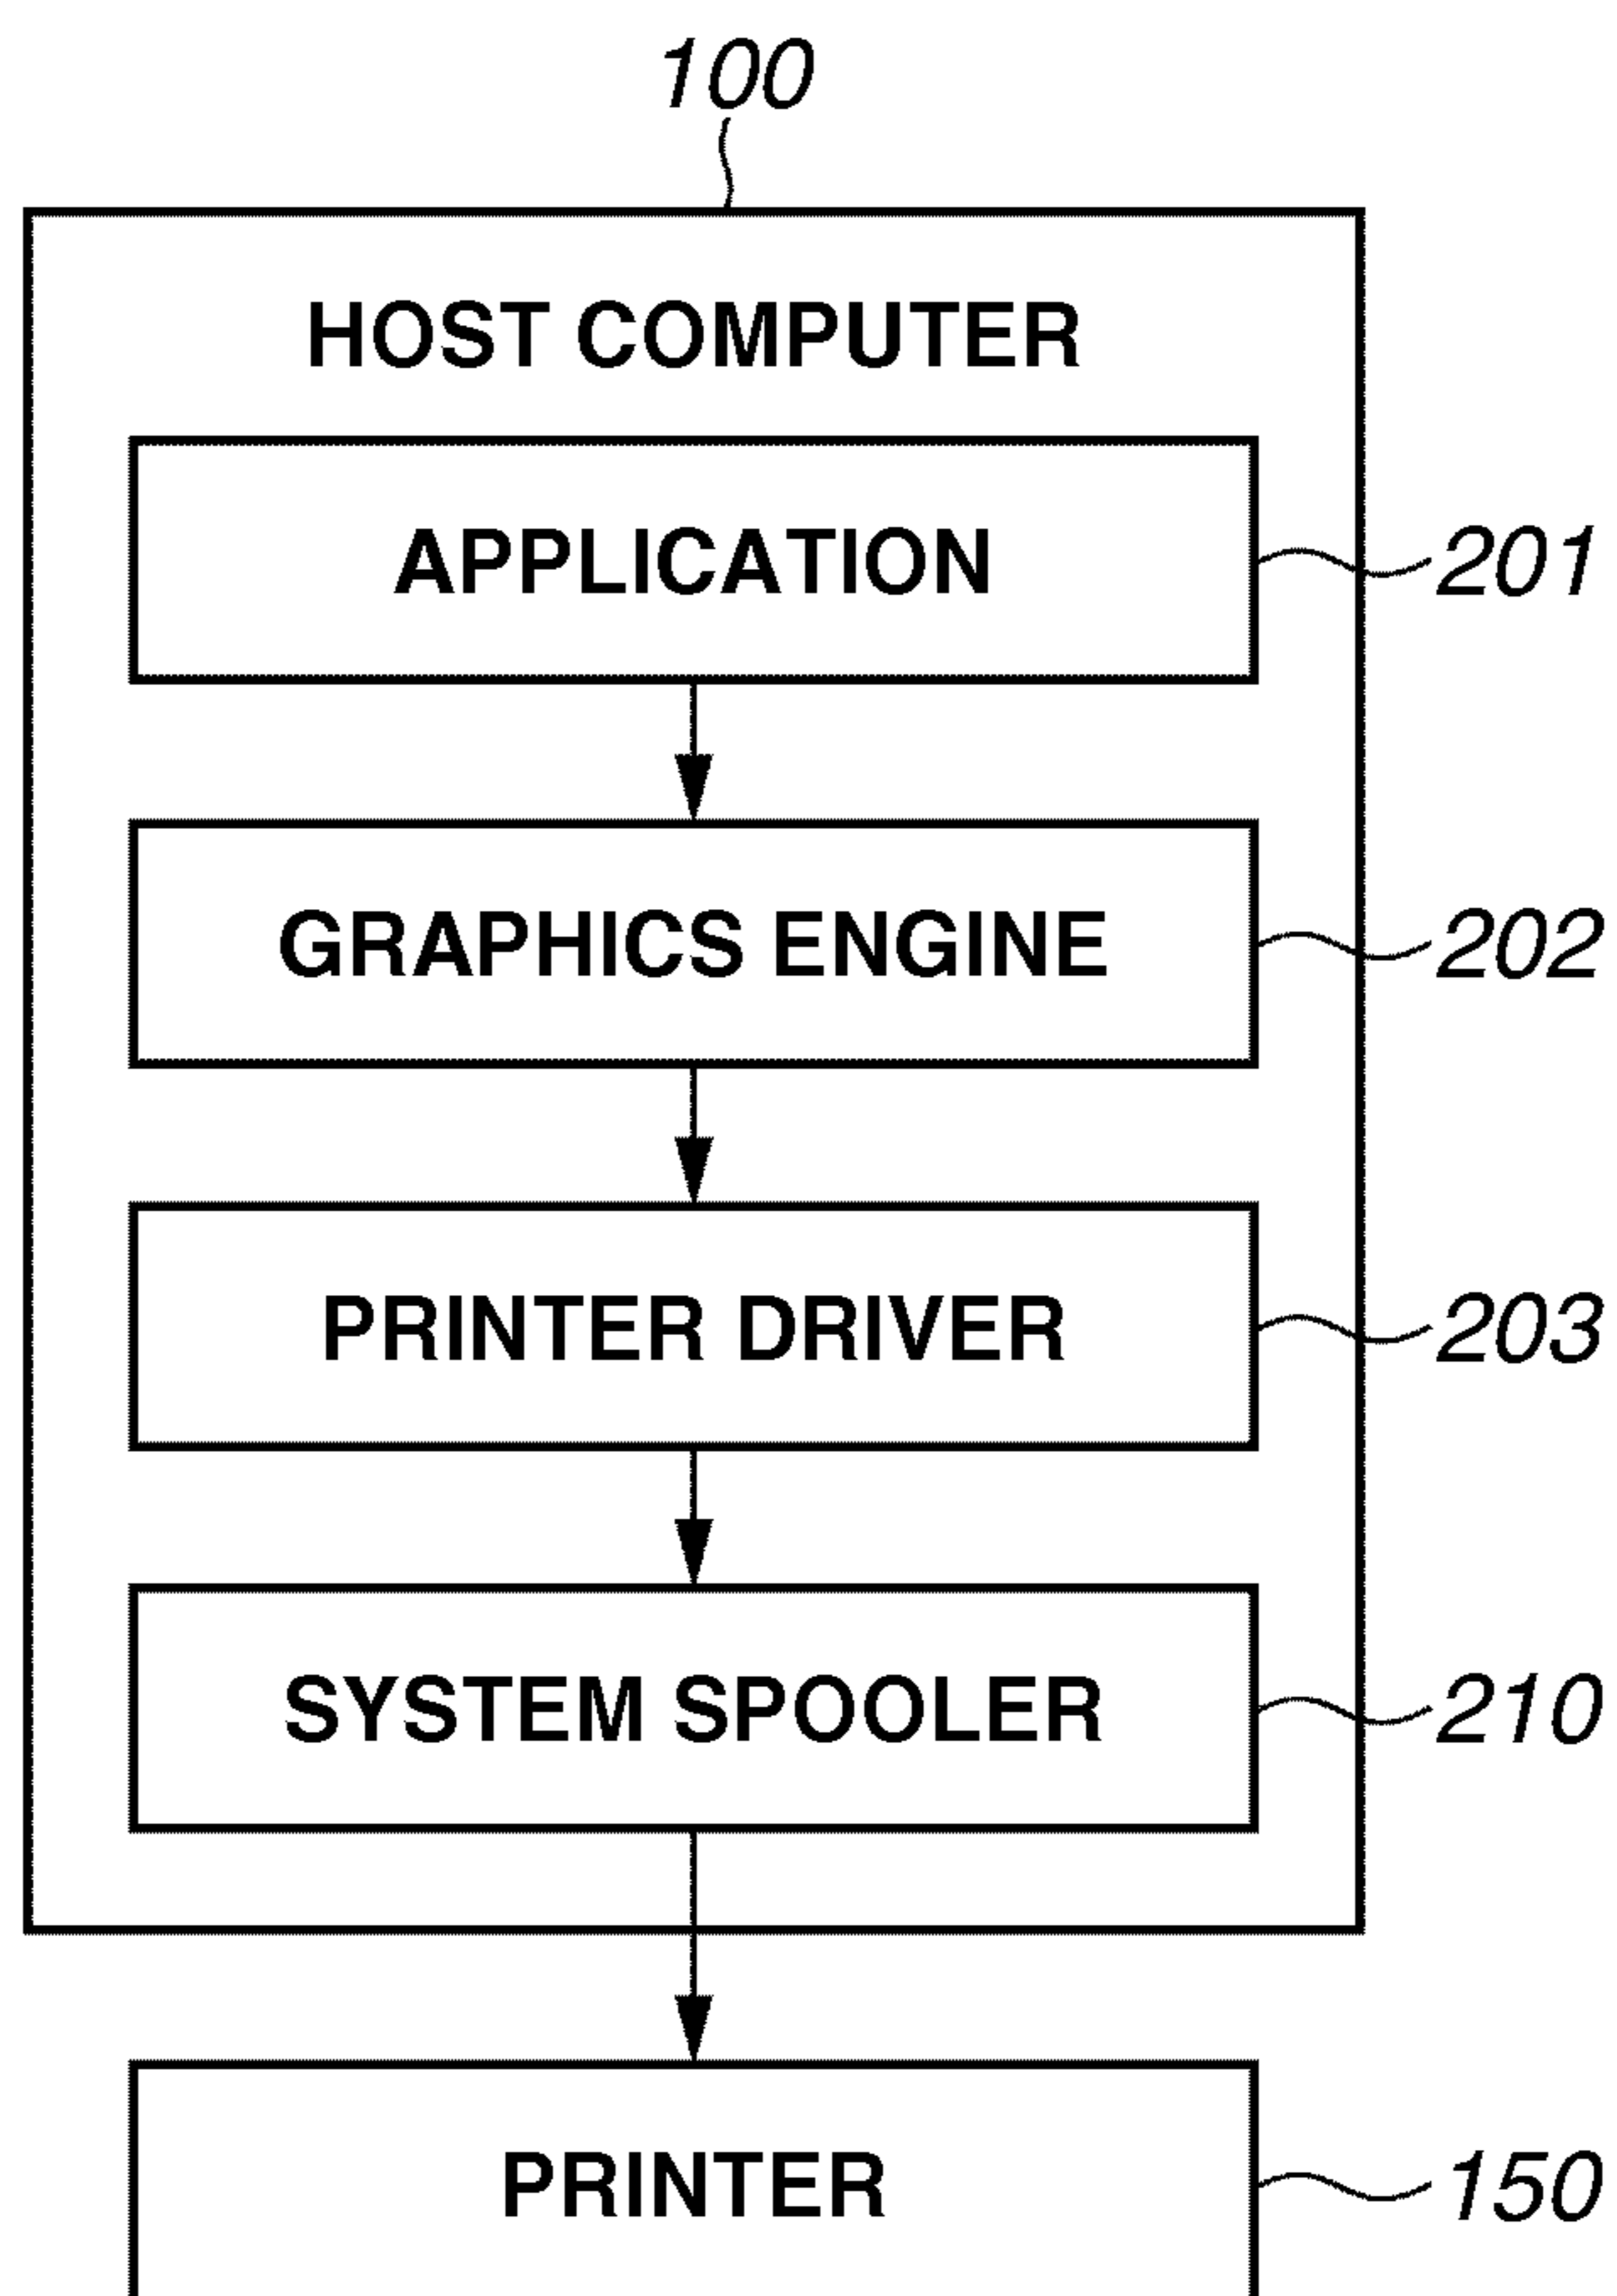 100
HOST COMPUTER
APPLICATION 201
GRAPHICS ENGINE 202
PRINTER DRIVER 203
SYSTEM SPOOLER 210
PRINTER 150